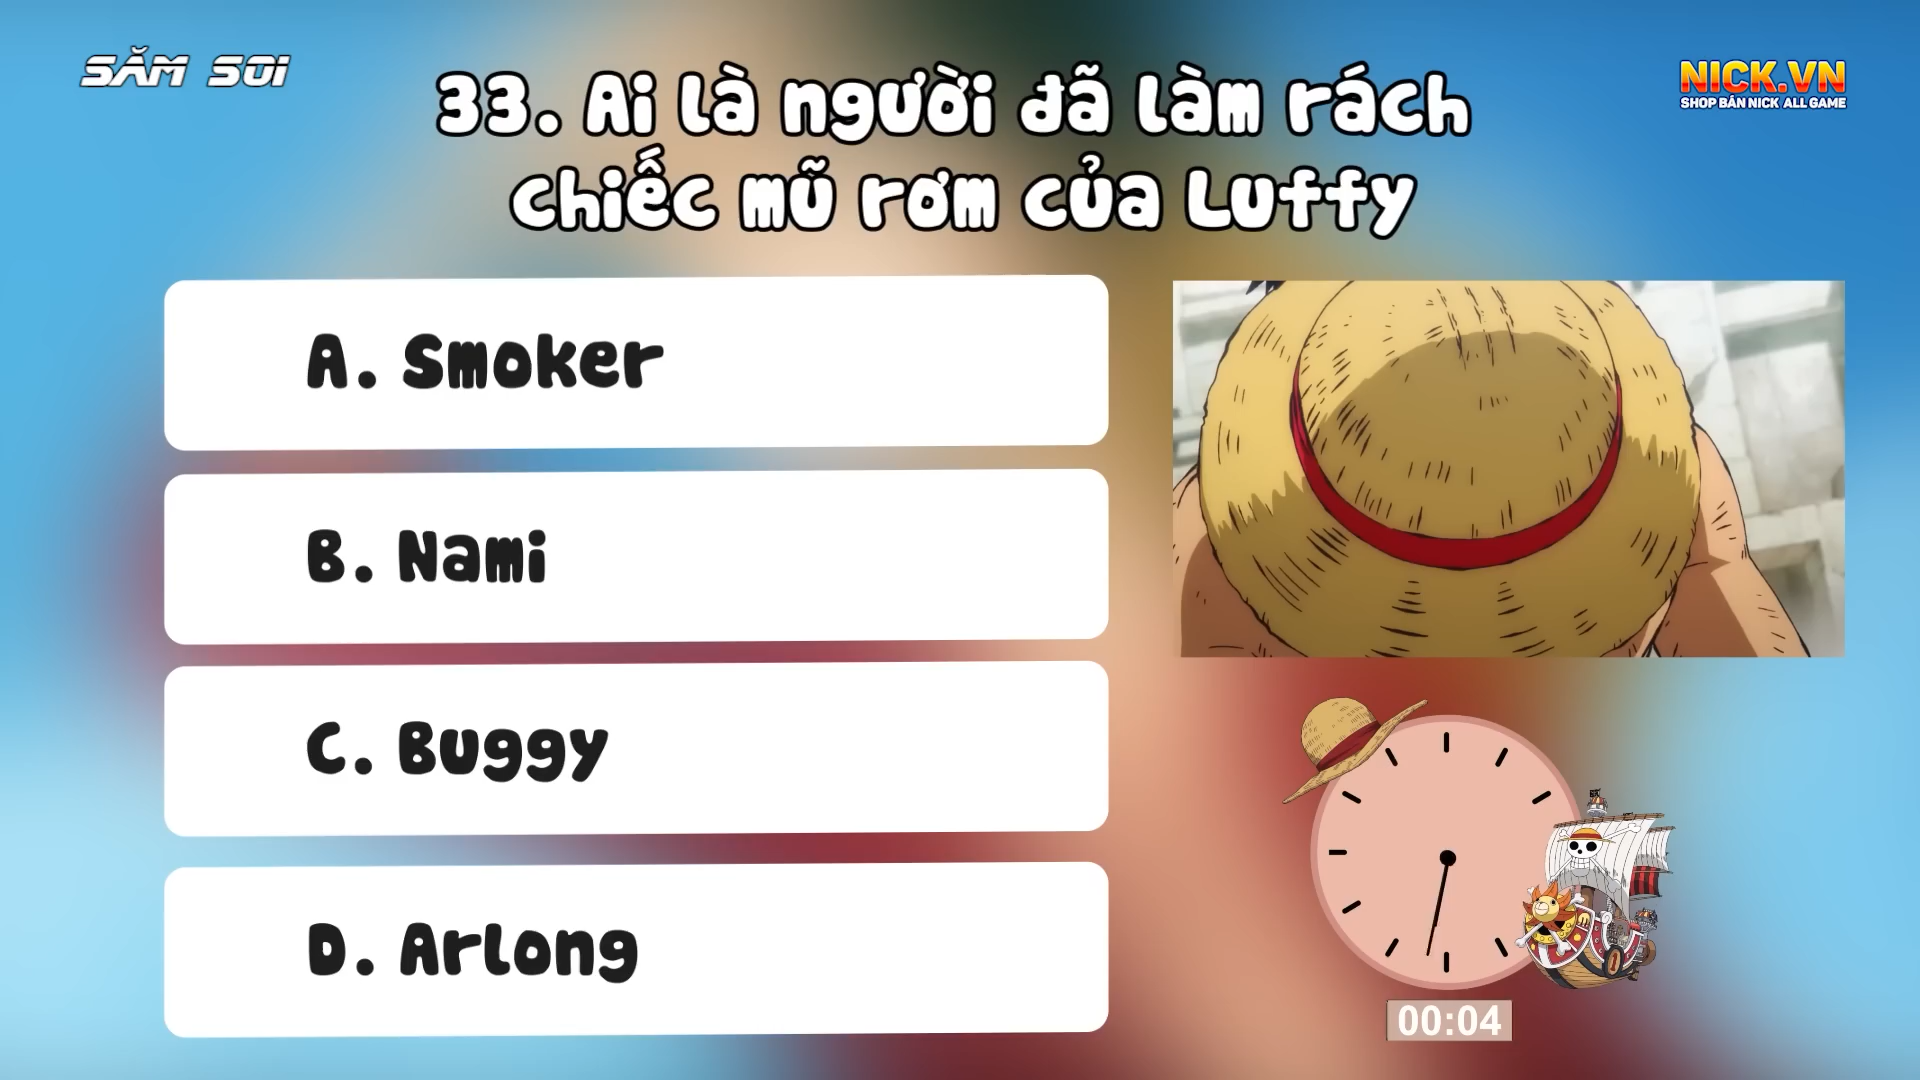 SĂM SOI
NICK.VN
SHOP BÁN NICK ALL GAME
33. Ai là người đã làm rách
chiếc mũ rơm của Luffy
A. Smoker
B. Nami
C. Buggy
D. Arlong
00:04